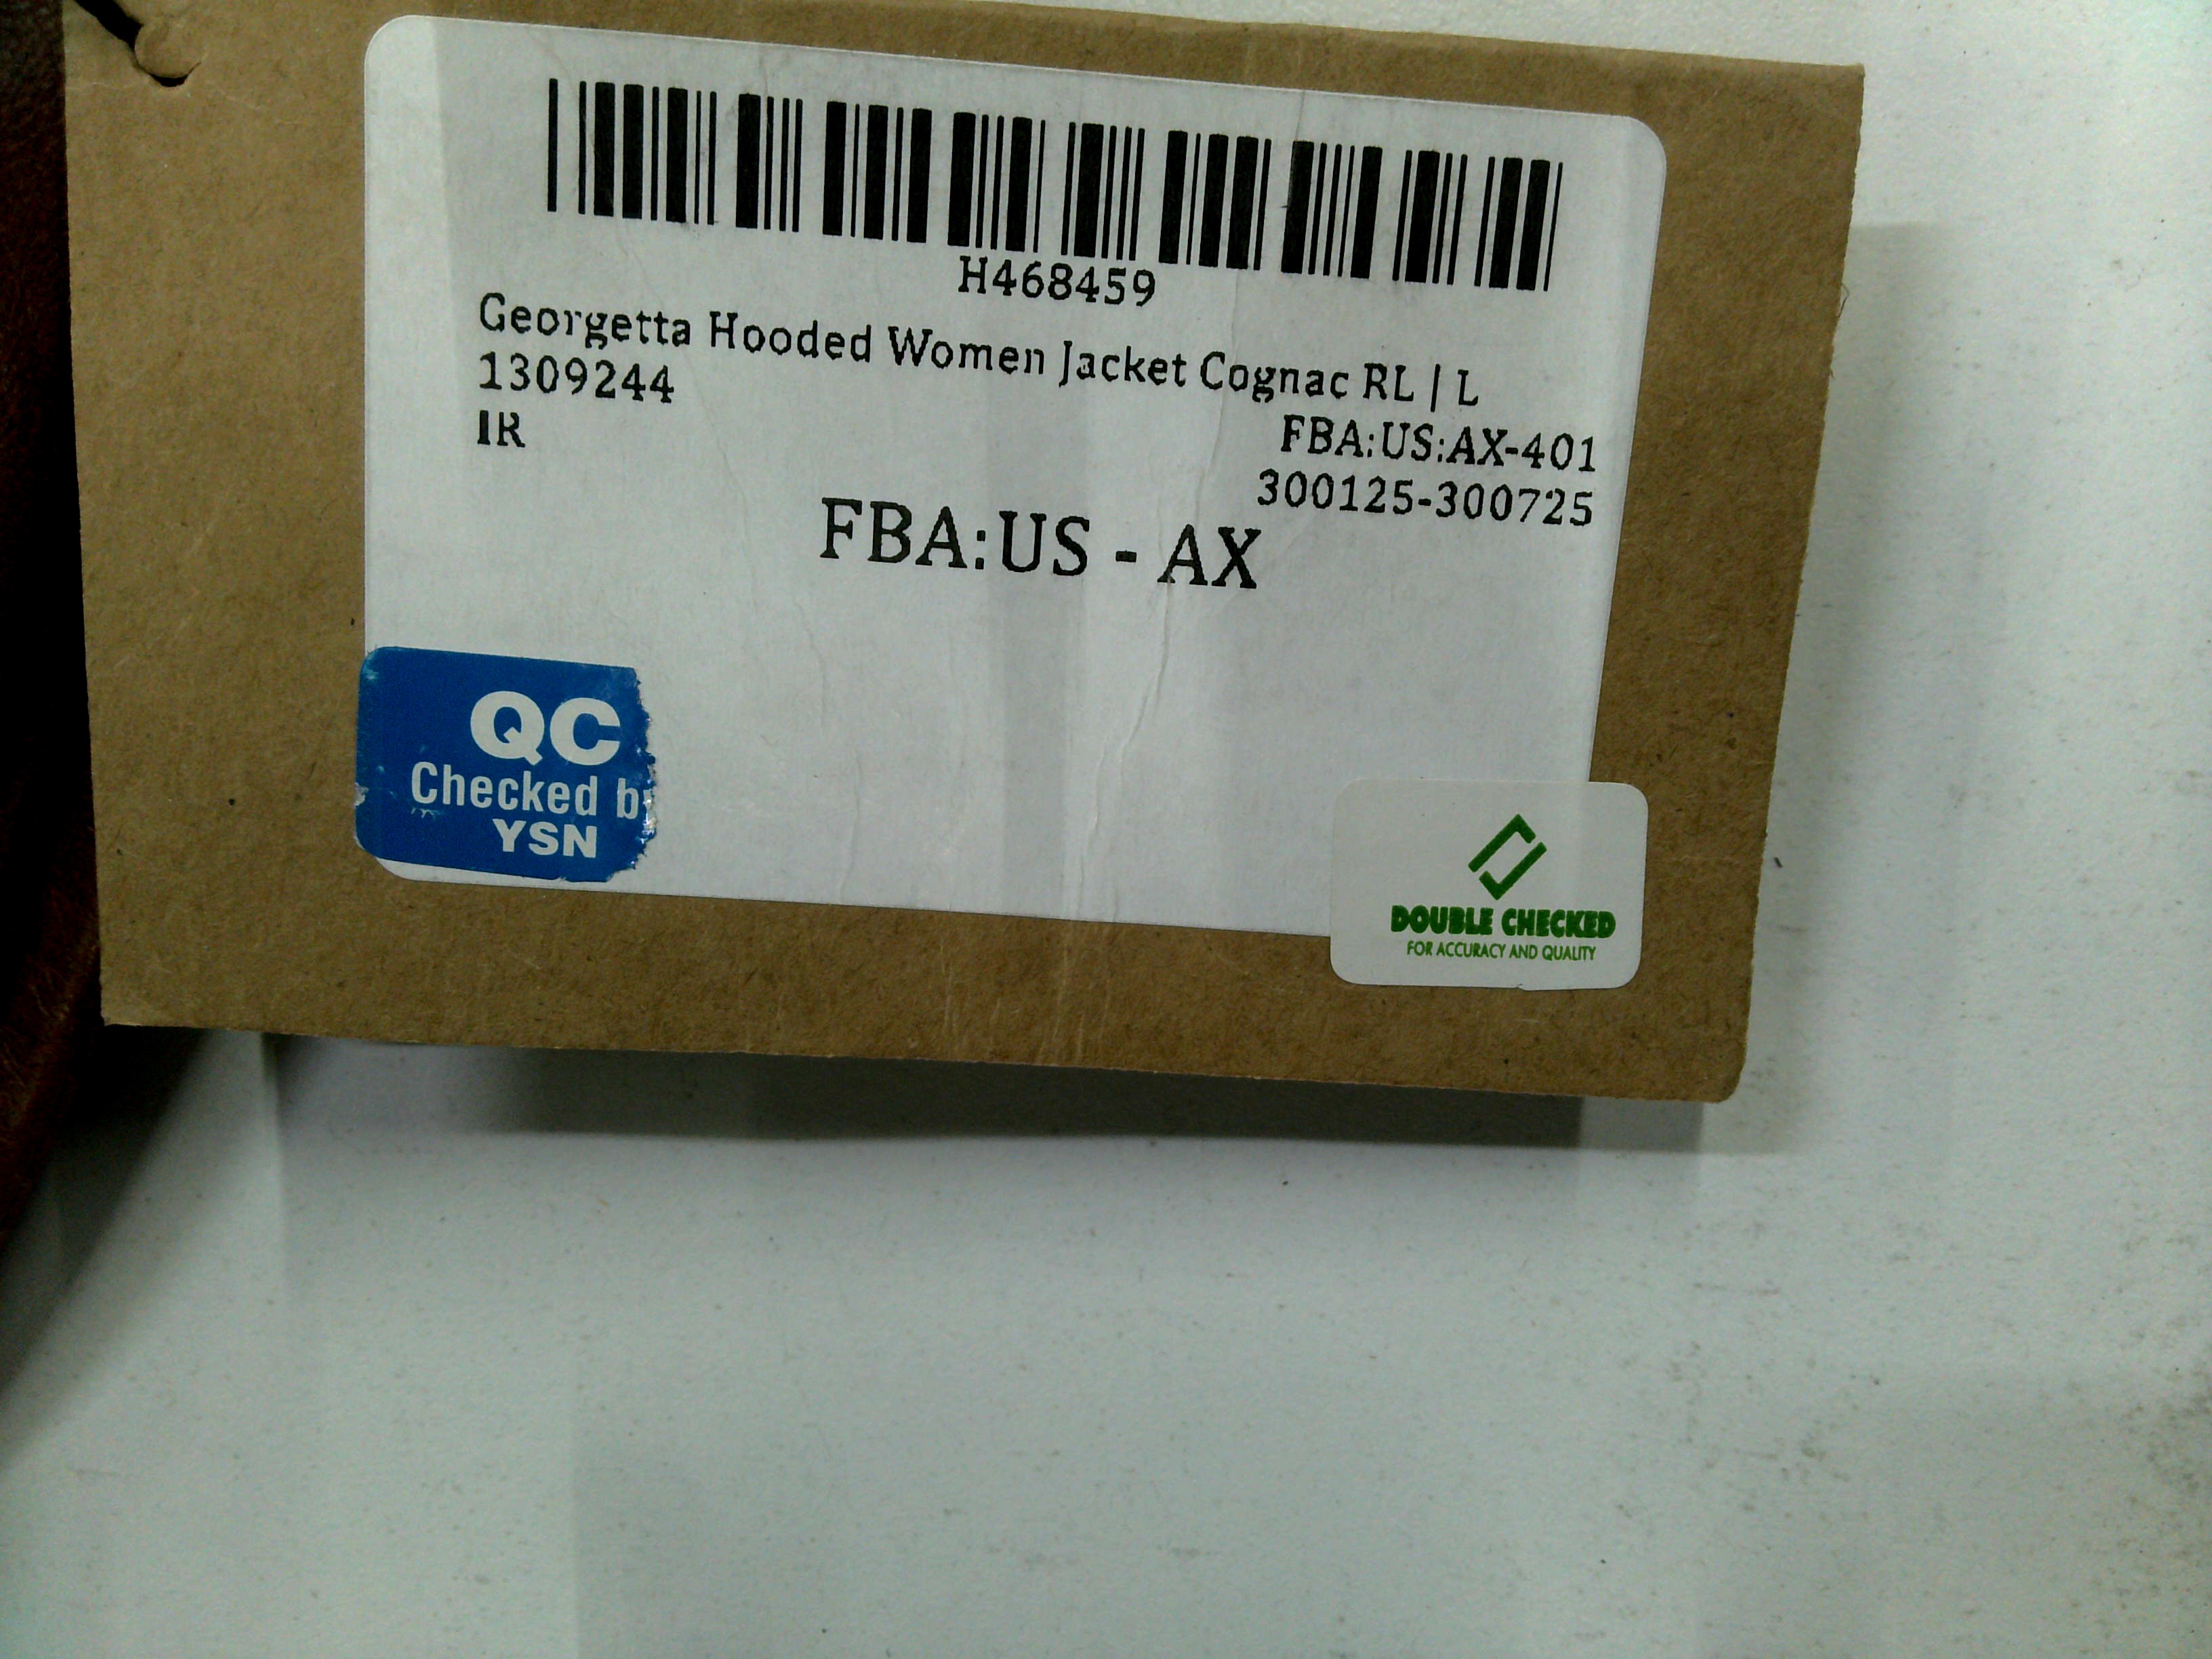 H468459
Georgetta Hooded Women Jacket Cognac RL | L
1309244
IR
FBA:US:AX-401
300125-300725
FBA:US - AX
QC
Checked b
YSN
DOUBLE CHECKED
FOR ACCURACY AND QUALITY